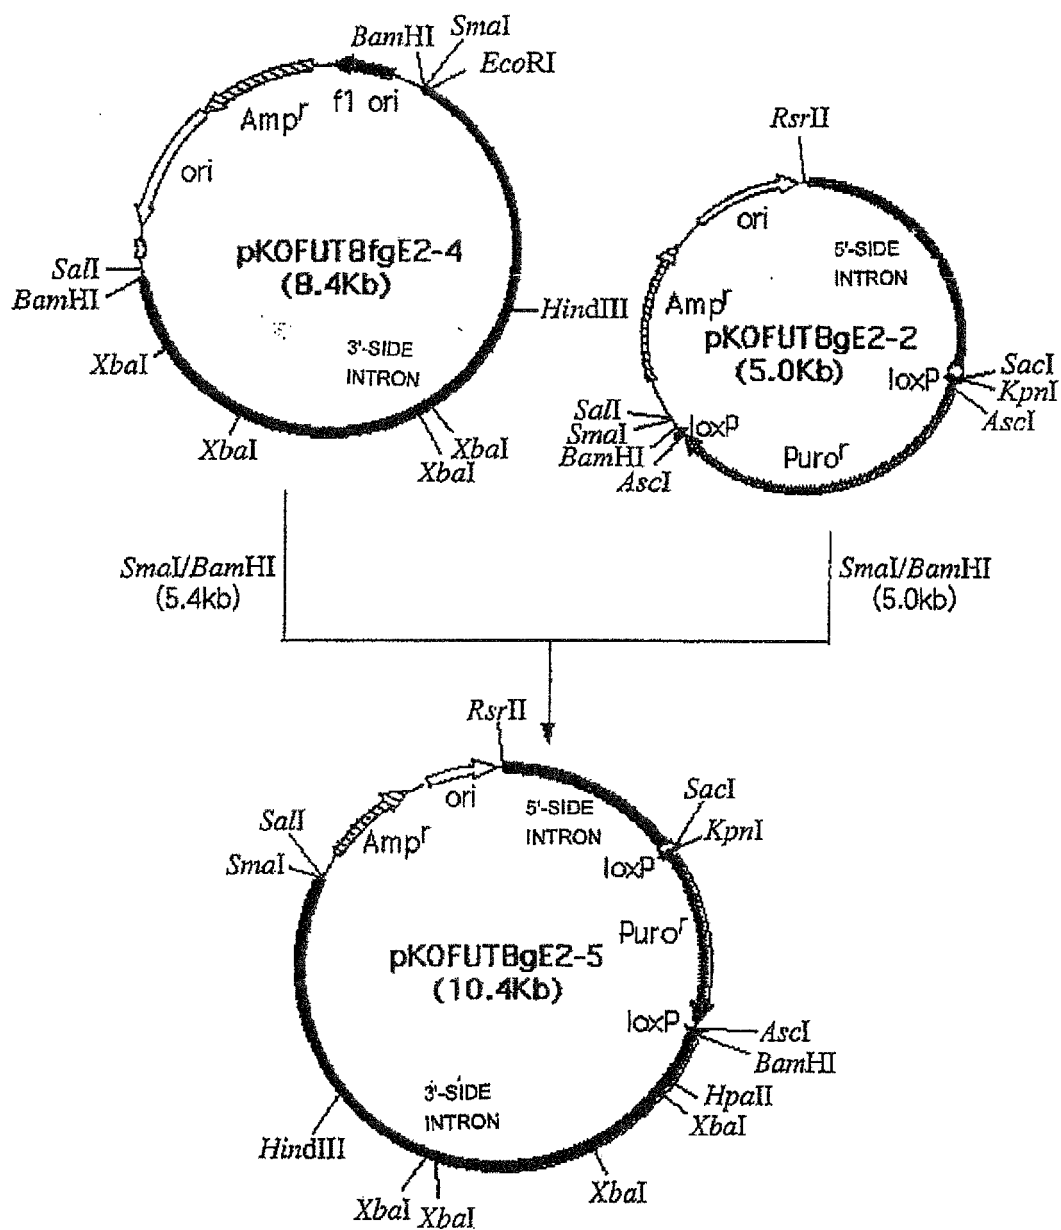 BamHI
SmaI
EcoRI
f1 ori
Ampr
ori
pKOFUT8fgE2-4
(8.4Kb)
SalI
BamHI
XbaI
XbaI
XbaI
XbaI
HindIII
3'-SIDE
INTRON
RsrII
ori
5'-SIDE
INTRON
Ampr
pKOFUT8gE2-2
(5.0Kb)
loxP
SacI
KpnI
AscI
SalI
SmaI
BamHI
AscI
loxP
Puror
SmaI/BamHI
(5.4kb)
SmaI/BamHI
(5.0kb)
RsrII
ori
5'-SIDE
INTRON
SacI
KpnI
loxP
SalI
SmaI
Ampr
Puror
pKOFUT8gE2-5
(10.4Kb)
loxP
AscI
BamHI
HpaII
XbaI
3'-SIDE
INTRON
HindIII
XbaI
XbaI
XbaI